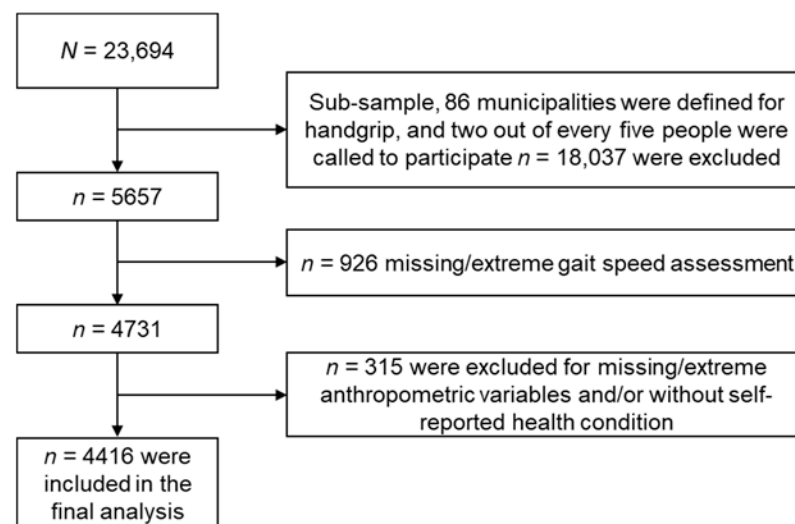 N = 23,694
Sub-sample, 86 municipalities were defined for
handgrip, and two out of every five people were
called to participate n = 18,037 were excluded
n = 5657
n = 926 missing/extreme gait speed assessment
n = 4731
n = 315 were excluded for missing/extreme
anthropometric variables and/or without self-
reported health condition
n = 4416 were
included in the
final analysis